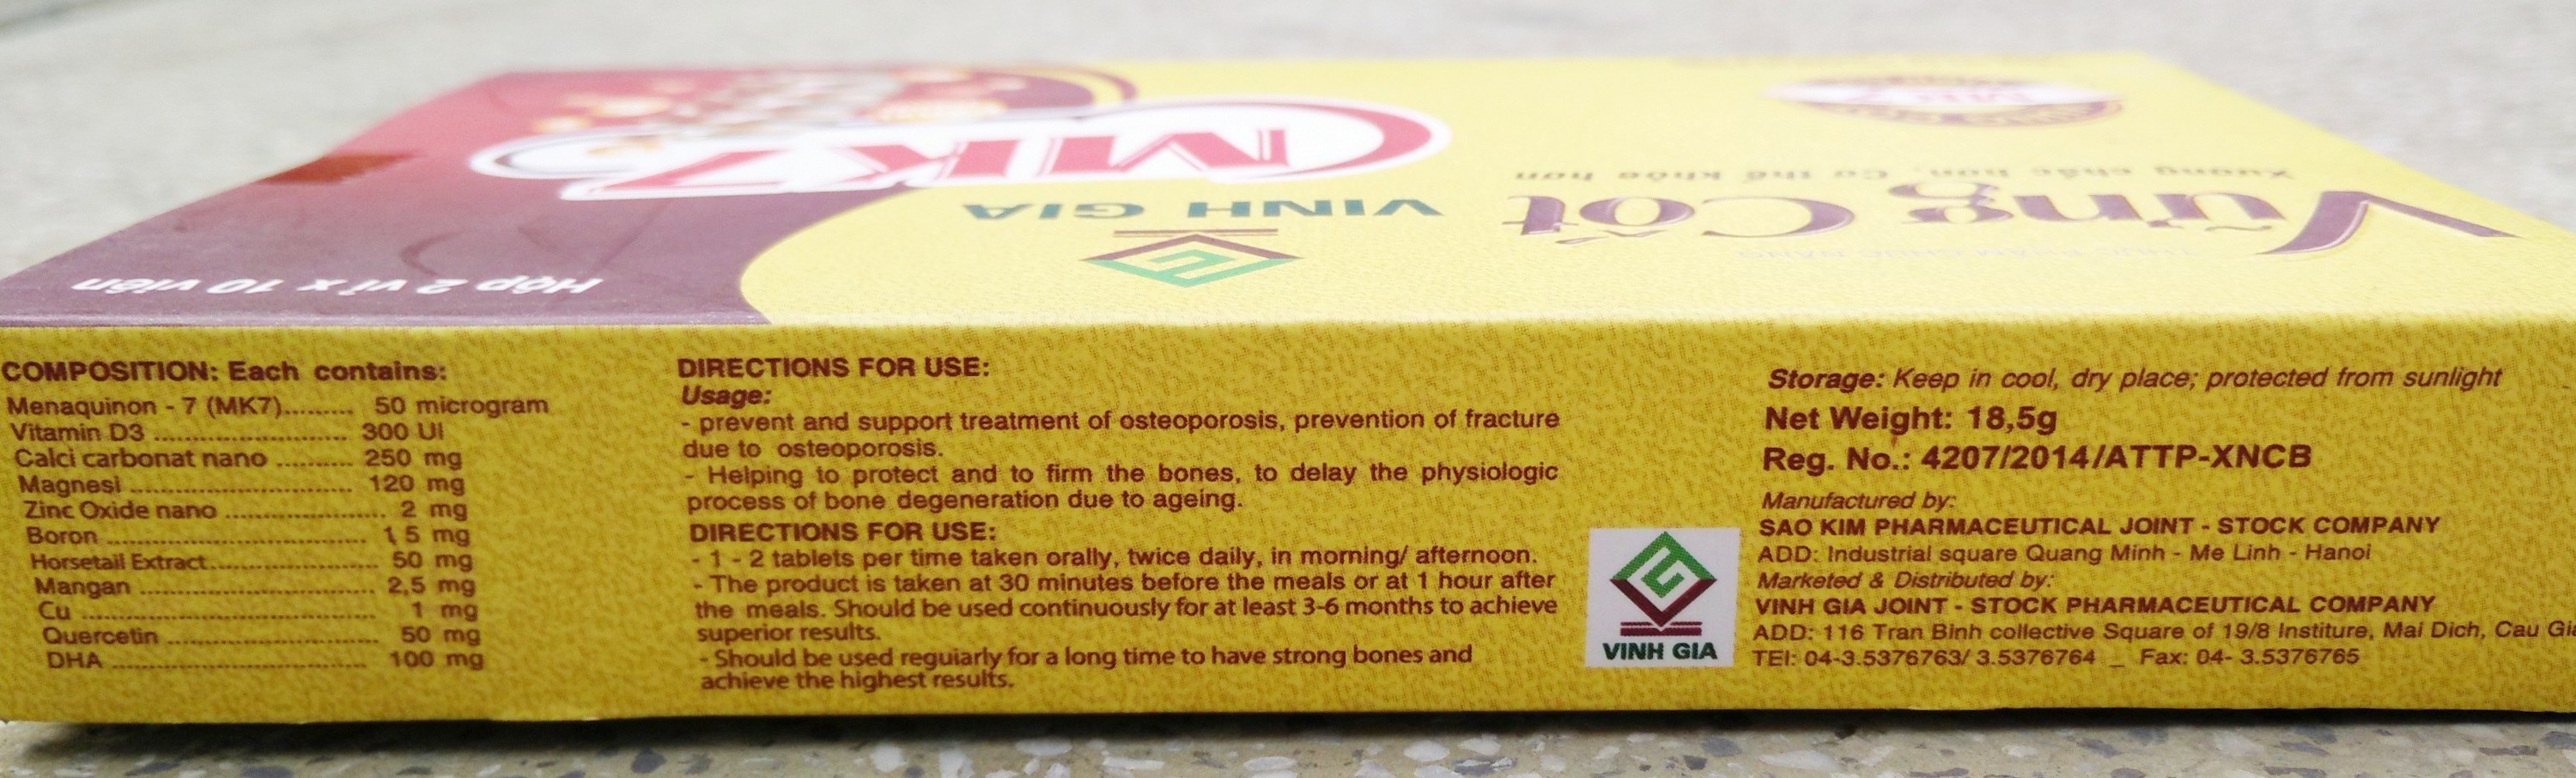 Hộp 2 vỉ x 10 viên
MK7
VINH GIA
Xương chắc hơn, Cơ thể khỏe hơn
Vững Cốt
THỰC PHẨM CHỨC NĂNG
COMPOSITION: Each contains:
Menaquinon - 7 (MK7)......... 50 microgram
Vitamin D3 ............................ 300 UI
Calci carbonat nano ........... 250 mg
Magnesi ................................ 120 mg
Zinc Oxide nano ....................... 2 mg
Boron ..................................... 1,5 mg
Horsetail Extract........................ 50 mg
Mangan .................................. 2,5 mg
Cu .......................................... 1 mg
Quercetin ............................... 50 mg
DHA ..................................... 100 mg
DIRECTIONS FOR USE:
Usage:
- prevent and support treatment of osteoporosis, prevention of fracture
due to osteoporosis.
- Helping to protect and to firm the bones, to delay the physiologic
process of bone degeneration due to ageing.
DIRECTIONS FOR USE:
- 1 - 2 tablets per time taken orally, twice daily, in morning/ afternoon.
- The product is taken at 30 minutes before the meals or at 1 hour after
the meals. Should be used continuously for at least 3-6 months to achieve
superior results.
- Should be used reguiarly for a long time to have strong bones and
achieve the highest results.
VINH GIA
Storage: Keep in cool, dry place; protected from sunlight
Net Weight: 18,5g
Reg. No.: 4207/2014/ATTP-XNCB
Manufactured by:
SAO KIM PHARMACEUTICAL JOINT - STOCK COMPANY
ADD: Industrial square Quang Minh - Me Linh - Hanoi
Marketed & Distributed by:
VINH GIA JOINT - STOCK PHARMACEUTICAL COMPANY
ADD: 116 Tran Binh collective Square of 19/8 Institure, Mai Dich, Cau
TEl: 04-3.5376763/ 3.5376764 _ Fax: 04- 3.5376765